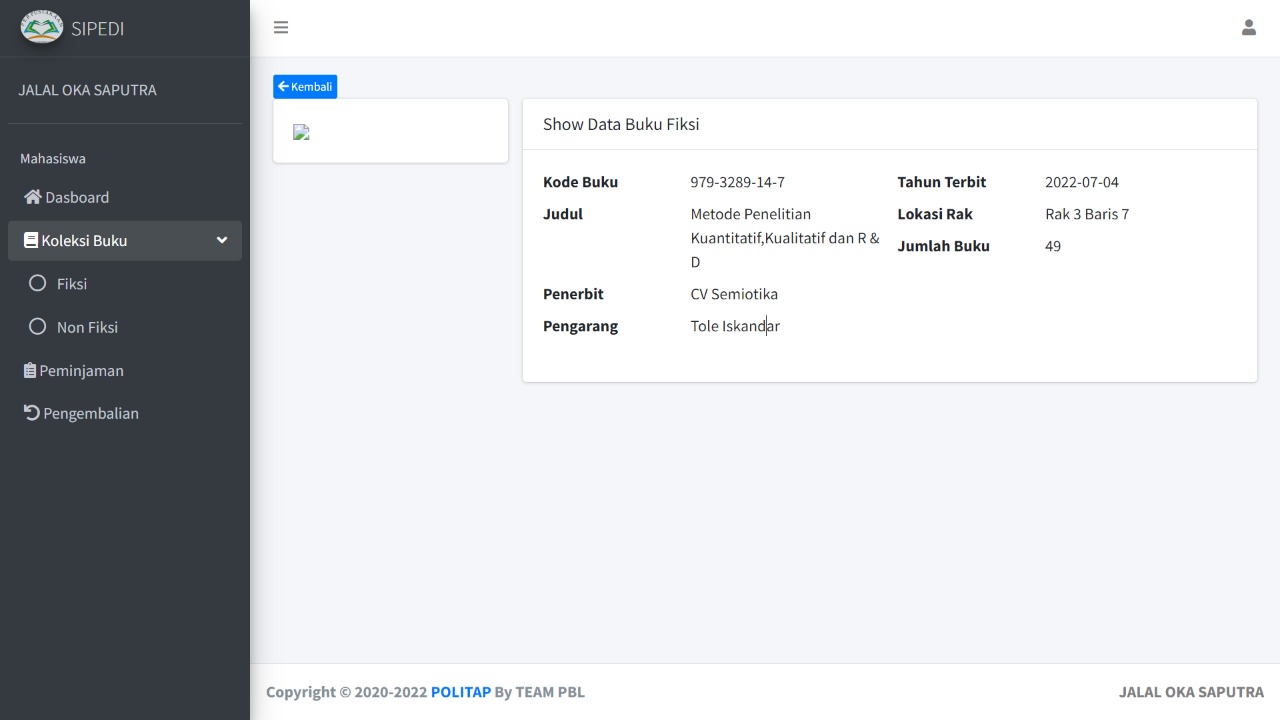 SIPEDI
JALAL OKA SAPUTRA
Mahasiswa
Dasboard
Koleksi Buku
Fiksi
Non Fiksi
Peminjaman
Pengembalian
Kembali
Show Data Buku Fiksi
Kode Buku 979-3289-14-7
Judul Metode Penelitian
Kuantitatif,Kualitatif dan R &
D
Penerbit CV Semiotika
Pengarang Tole Iskandar
Tahun Terbit 2022-07-04
Lokasi Rak Rak 3 Baris 7
Jumlah Buku 49
Copyright © 2020-2022 POLITAP By TEAM PBL
JALAL OKA SAPUTRA